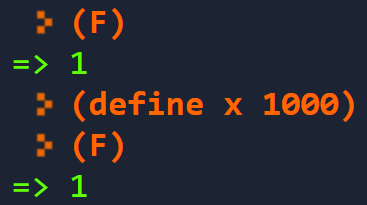 (F)
=> 1
(define x 1000)
(F)
=> 1